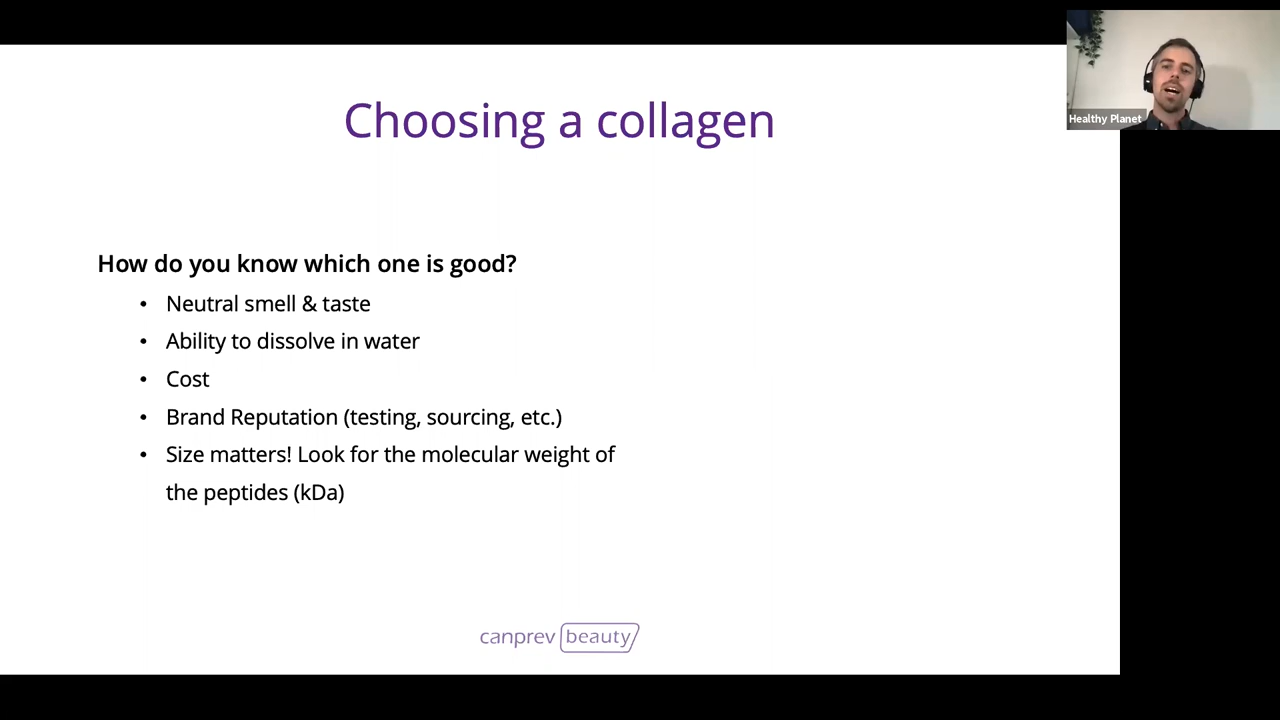 Choosing a collagen
Healthy Planet
How do you know which one is good?
• Neutral smell & taste
• Ability to dissolve in water
• Cost
• Brand Reputation (testing, sourcing, etc.)
• Size matters! Look for the molecular weight of
the peptides (kDa)
canprev beauty